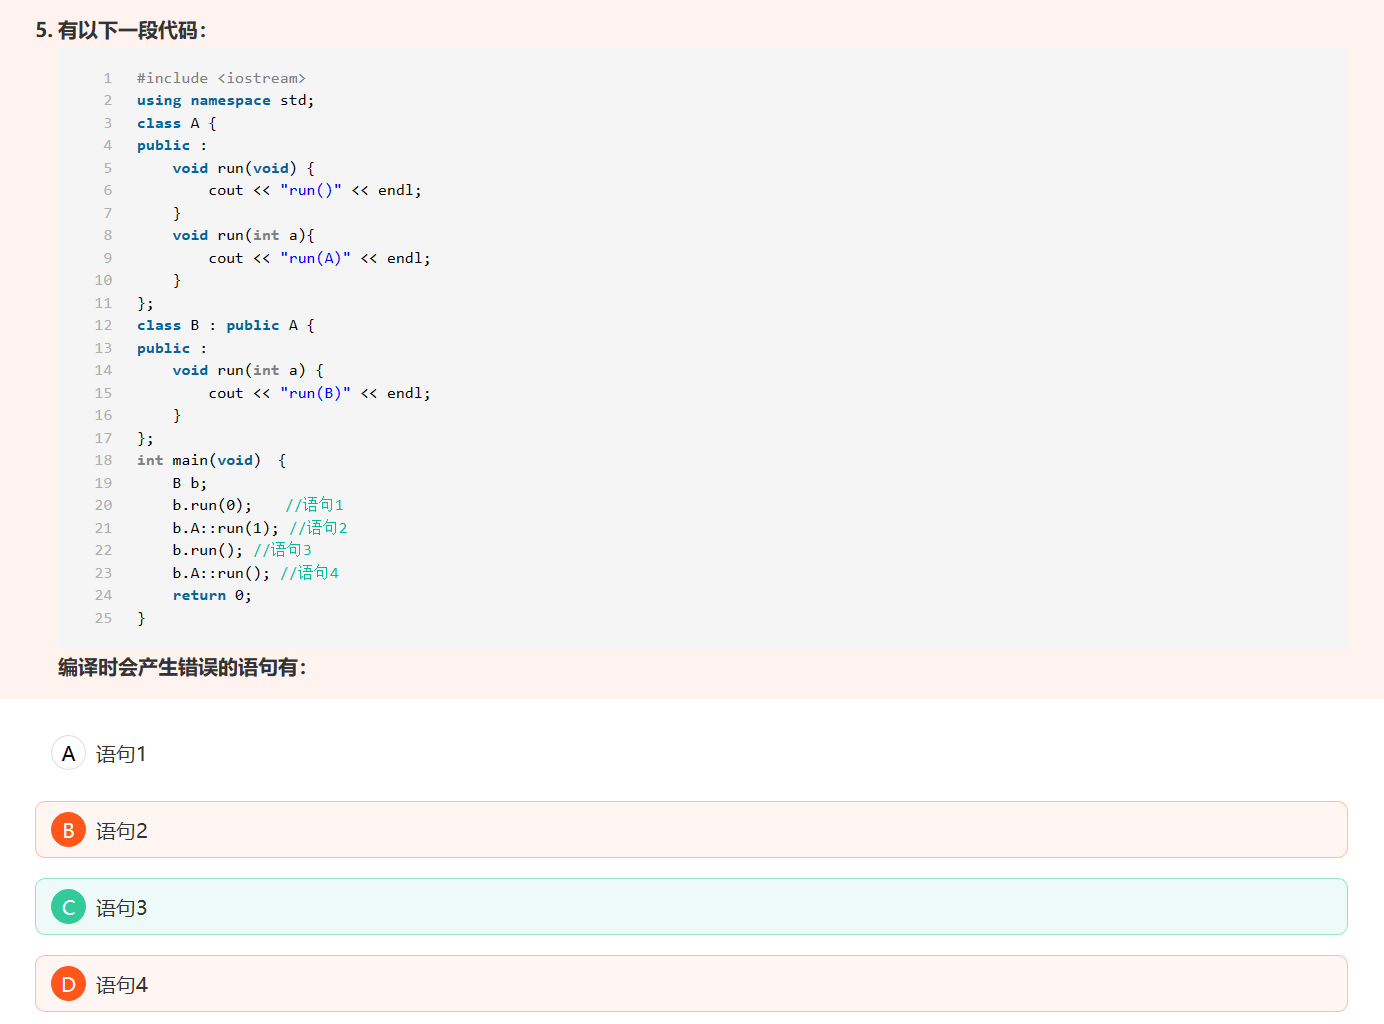 5. 有以下一段代码：
1 #include <iostream>
2 using namespace std;
3 class A {
4 public :
5     void run(void) {
6         cout << "run()" << endl;
7     }
8     void run(int a){
9         cout << "run(A)" << endl;
10     }
11 };
12 class B : public A {
13 public :
14     void run(int a) {
15         cout << "run(B)" << endl;
16     }
17 };
18 int main(void)  {
19     B b;
20     b.run(0);    //语句1
21     b.A::run(1); //语句2
22     b.run(); //语句3
23     b.A::run(); //语句4
24     return 0;
25 }
编译时会产生错误的语句有：
A 语句1
B 语句2
C 语句3
D 语句4